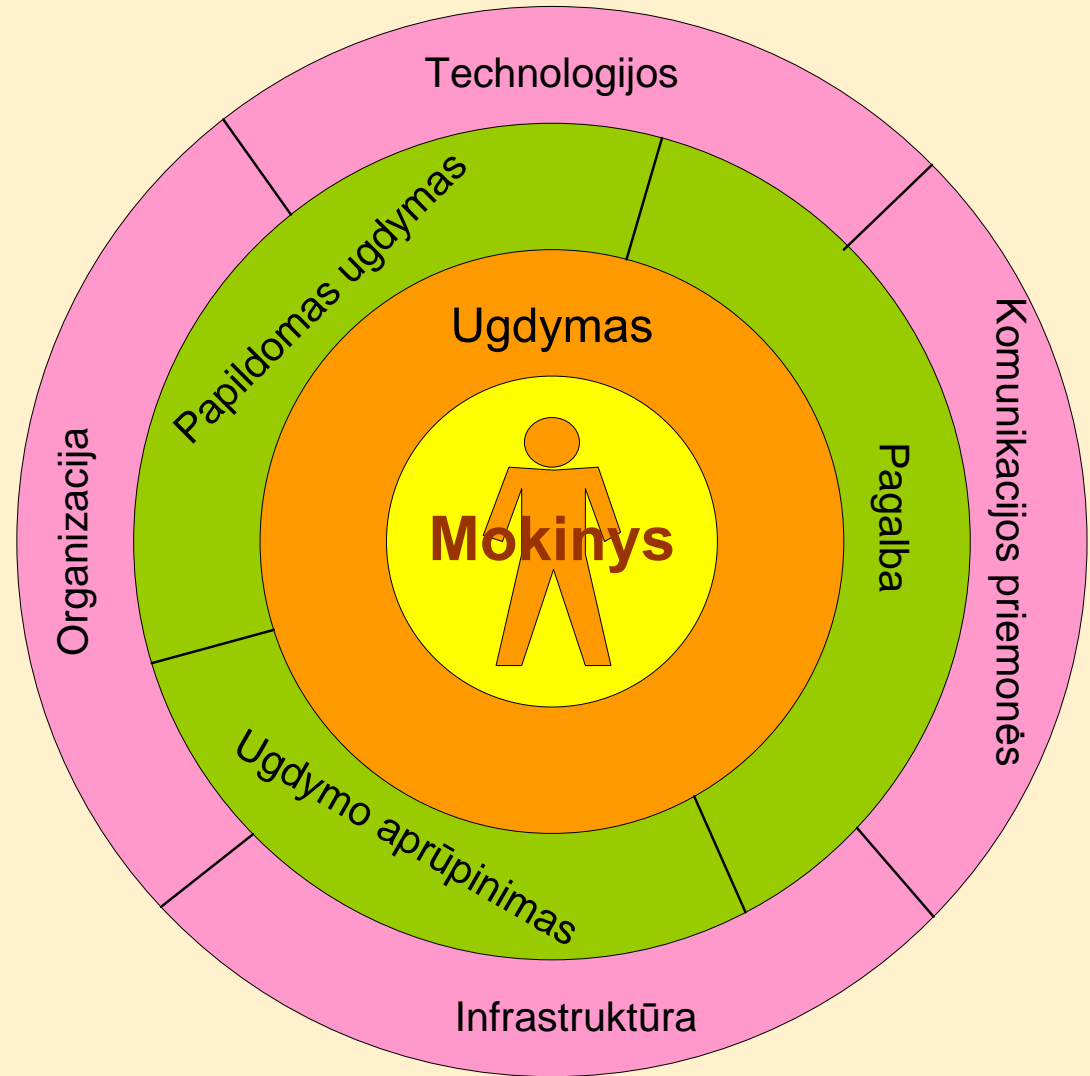 Technologijos
Papildomas ugdymas
Ugdymas
Komunikacijos priemonės
Organizacija
Pagalba
Mokinys
Ugdymo aprūpinimas
Infrastruktūra